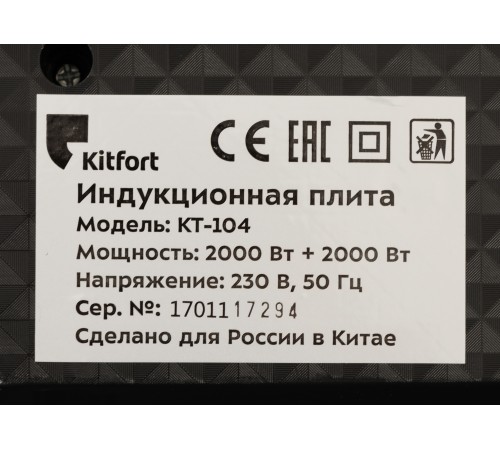 Kitfort
CE EAC
Индукционная плита
Модель: КТ-104
Мощность: 2000 Вт + 2000 Вт
Напряжение: 230 В, 50 Гц
Сер. №: 1701117294
Сделано для России в Китае